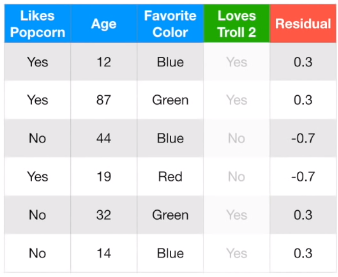 Likes Popcorn Age Favorite Color Loves Troll 2 Residual
Yes 12 Blue Yes 0.3
Yes 87 Green Yes 0.3
No 44 Blue No -0.7
Yes 19 Red No -0.7
No 32 Green Yes 0.3
No 14 Blue Yes 0.3